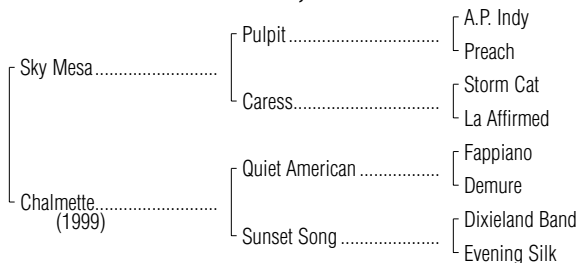 A.P. Indy
Pulpit
Preach
Sky Mesa
Storm Cat
Caress
La Affirmed
Fappiano
Quiet American
Demure
Chalmette
(1999)
Dixieland Band
Sunset Song
Evening Silk